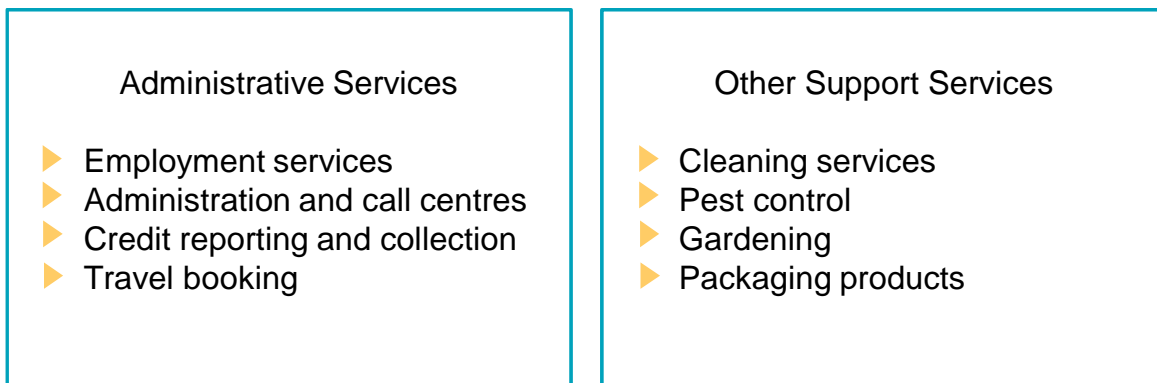 Administrative Services
Employment services
Administration and call centres
Credit reporting and collection
Travel booking
Other Support Services
Cleaning services
Pest control
Gardening
Packaging products